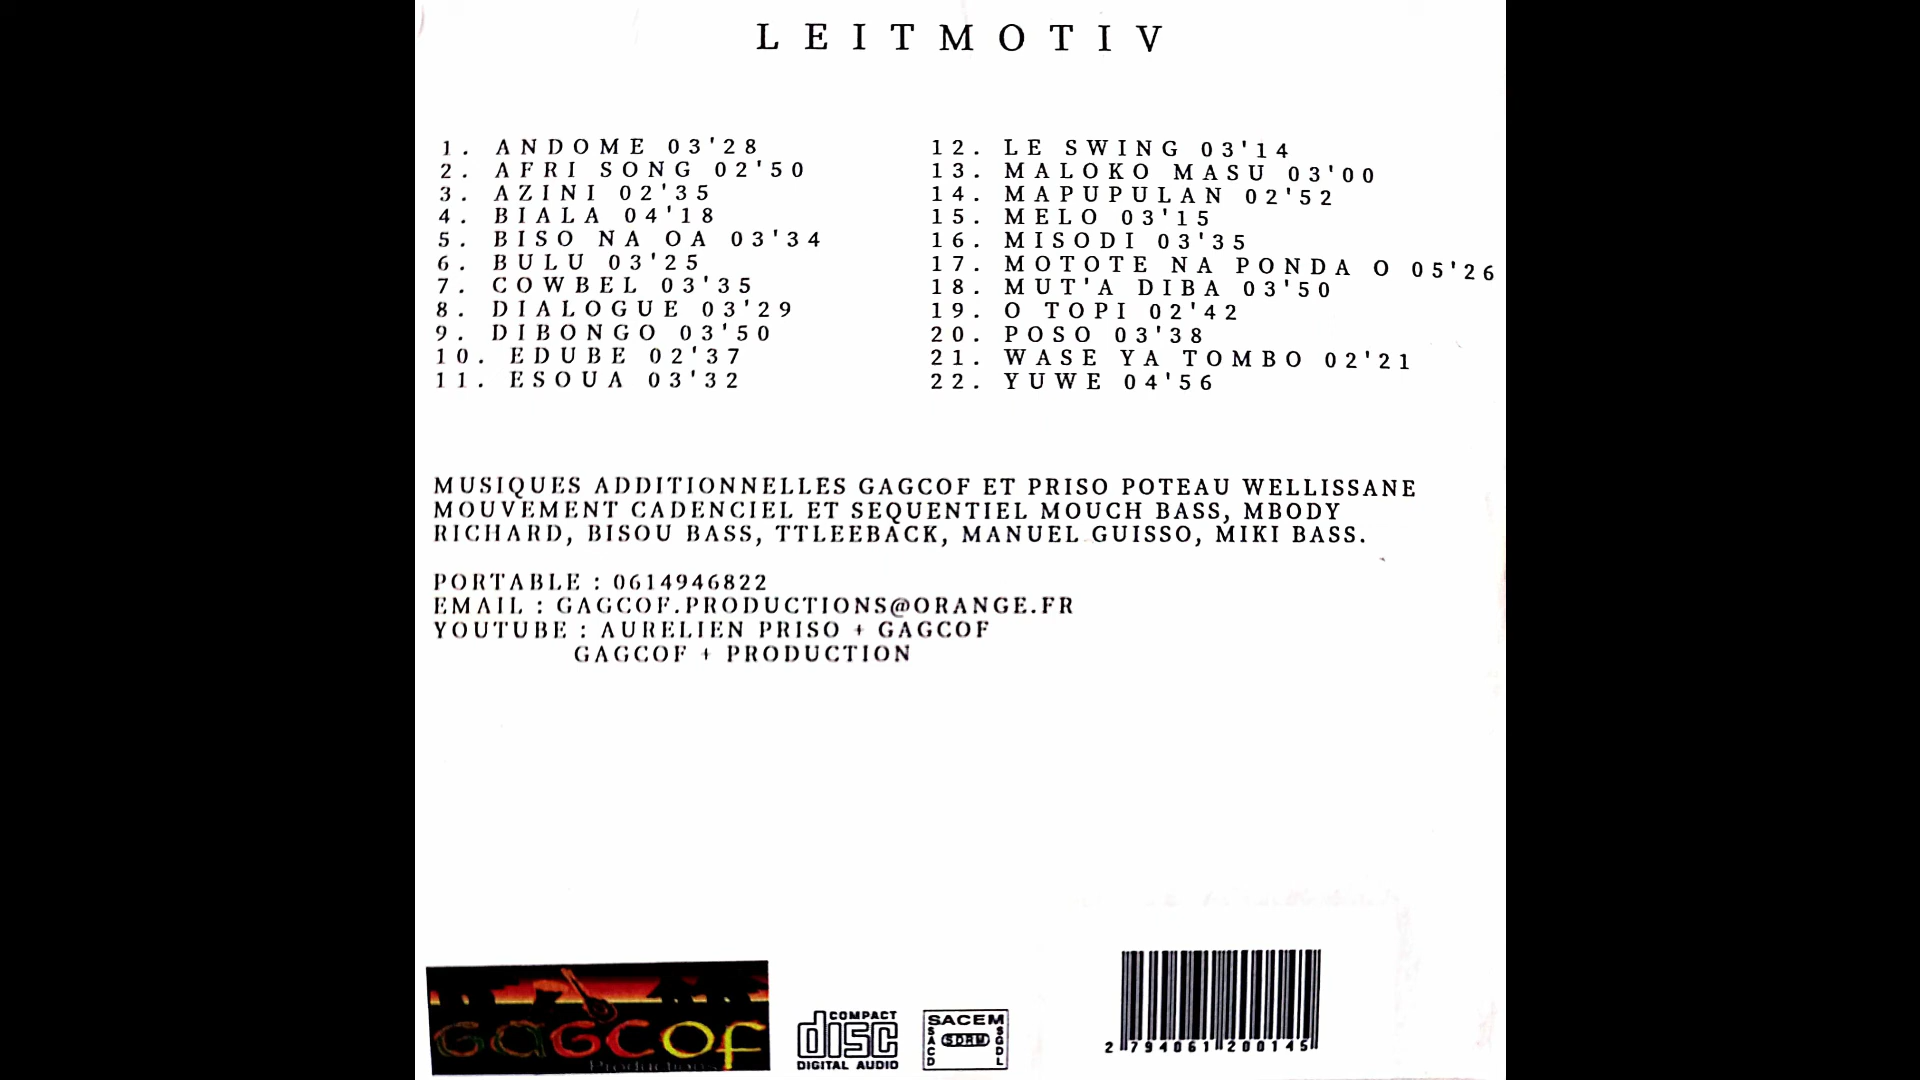 LEITMOTIV
1. ANDOME 03'28
2. AFRI SONG 02'50
3. AZINI 02'35
4. BIALA 04'18
5. BISO NA OA 03'34
6. BULU 03'25
7. COWBEL 03'35
8. DIALOGUE 03'29
9. DIBONGO 03'50
10. EDUBE 02'37
11. ESOUA 03'32
12. LE SWING 03'14
13. MALOKO MASU 03'00
14. MAPUPULAN 02'52
15. MELO 03'15
16. MISODI 03'35
17. MOTOTE NA PONDA O 05'26
18. MUT'A DIBA 03'50
19. O TOPI 02'42
20. POSO 03'38
21. WASE YA TOMBO 02'21
22. YUWE 04'56
MUSIQUES ADDITIONNELLES GAGCOF ET PRISO POTEAU WELLISSANE
MOUVEMENT CADENCIEL ET SEQUENTIEL MOUCH BASS, MBODY
RICHARD, BISOU BASS, TTLEEBACK, MANUEL GUISSO, MIKI BASS.
PORTABLE : 0614946822
EMAIL : GAGCOF.PRODUCTIONS@ORANGE.FR
YOUTUBE : AURELIEN PRISO + GAGCOF
GAGCOF + PRODUCTION
GAGCOF
Productions
COMPACT
disc
DIGITAL AUDIO
SACEM
SACD
SDRM
SGDL
2 794061 200145